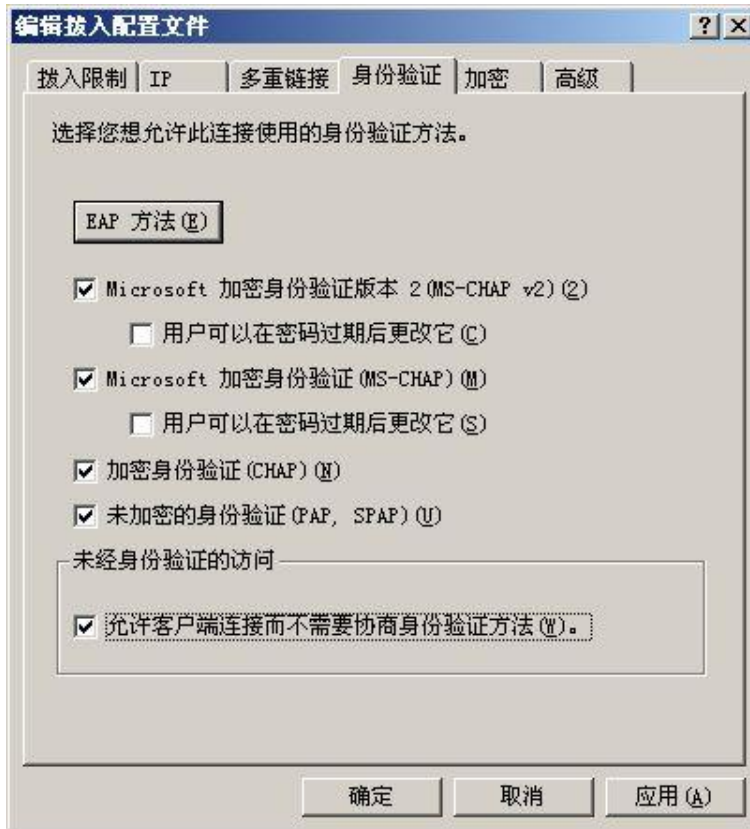 编辑拨入配置文件
拨入限制 IP 多重链接 身份验证 加密 高级
选择您想允许此连接使用的身份验证方法。
EAP 方法(E)
Microsoft 加密身份验证版本 2(MS-CHAP v2)(2)
用户可以在密码过期后更改它(C)
Microsoft 加密身份验证(MS-CHAP)(M)
用户可以在密码过期后更改它(S)
加密身份验证(CHAP)(N)
未加密的身份验证(PAP, SPAP)(U)
未经身份验证的访问
允许客户端连接而不需要协商身份验证方法(W)。
确定 取消 应用(A)